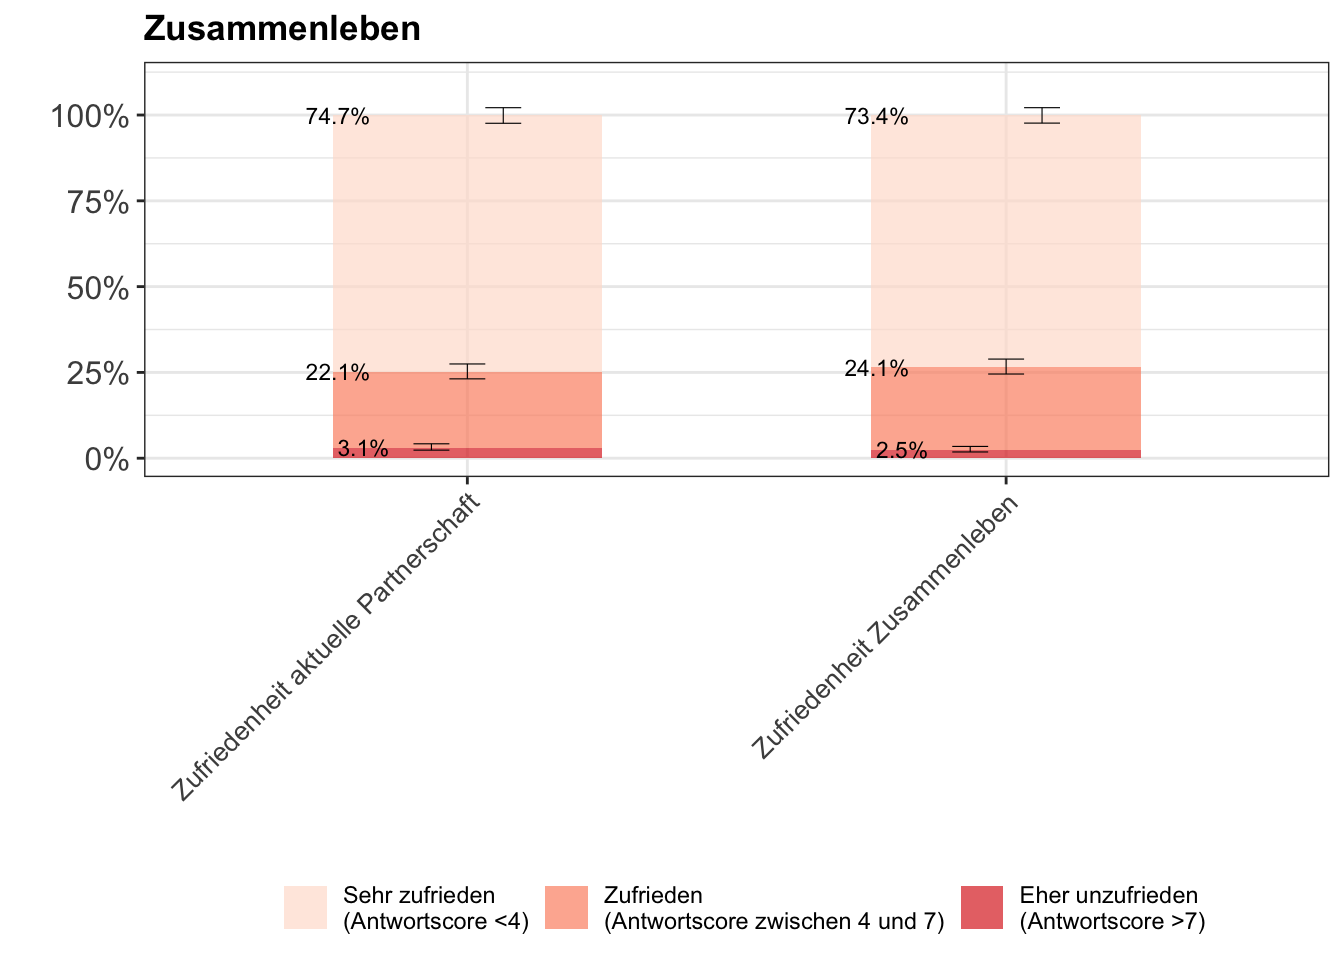 Zusammenleben
100%
75%
50%
25%
0%
74.7%
22.1%
3.1%
73.4%
24.1%
2.5%
Zufriedenheit aktuelle Partnerschaft
Zufriedenheit Zusammenleben
Sehr zufrieden
(Antwortscore <4)
Zufrieden
(Antwortscore zwischen 4 und 7)
Eher unzufrieden
(Antwortscore >7)